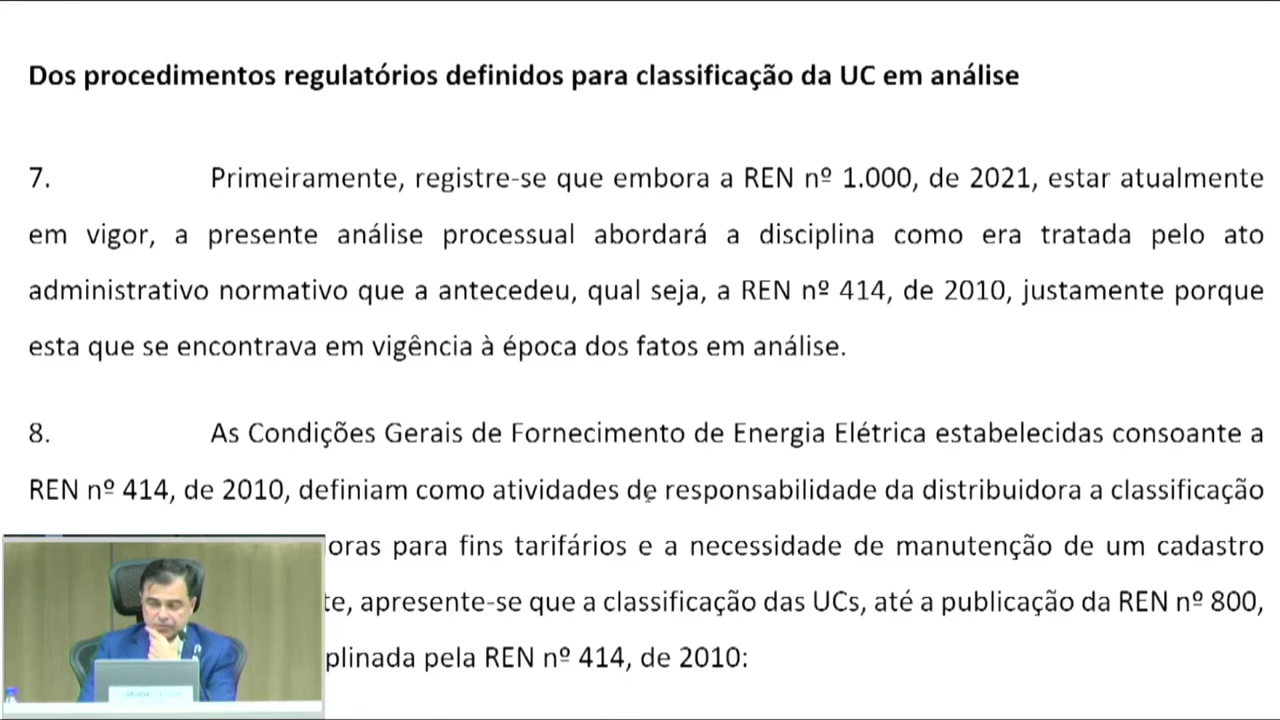 Dos procedimentos regulatórios definidos para classificação da UC em análise
7. Primeiramente, registre-se que embora a REN nº 1.000, de 2021, estar atualmente
em vigor, a presente análise processual abordará a disciplina como era tratada pelo ato
administrativo normativo que a antecedeu, qual seja, a REN nº 414, de 2010, justamente porque
esta que se encontrava em vigência à época dos fatos em análise.
8. As Condições Gerais de Fornecimento de Energia Elétrica estabelecidas consoante a
REN nº 414, de 2010, definiam como atividades de responsabilidade da distribuidora a classificação
oras para fins tarifários e a necessidade de manutenção de um cadastro
te, apresente-se que a classificação das UCs, até a publicação da REN nº 800,
plinada pela REN nº 414, de 2010: